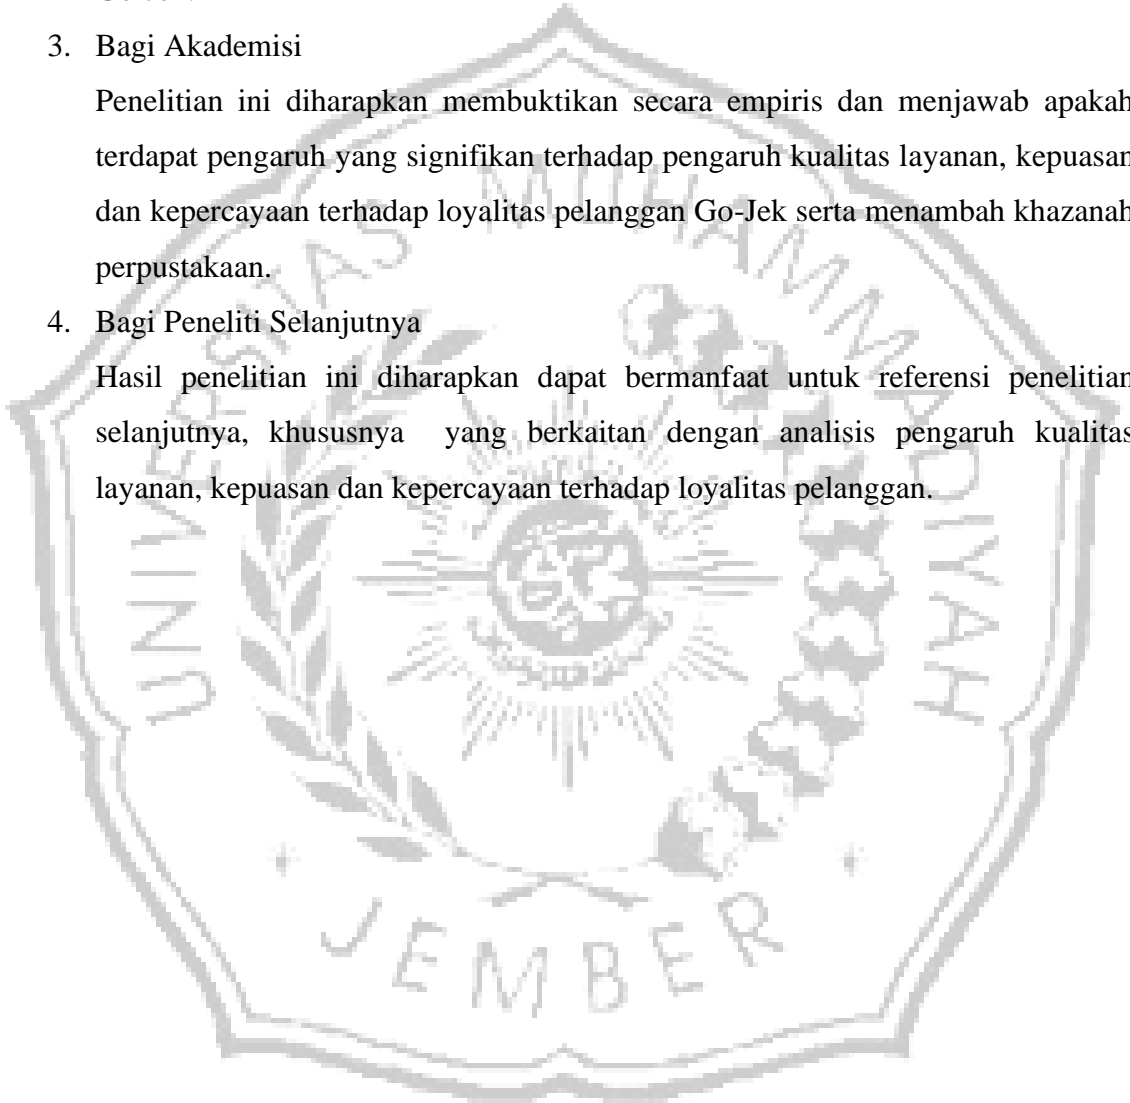 3. Bagi Akademisi
Penelitian ini diharapkan membuktikan secara empiris dan menjawab apakah
terdapat pengaruh yang signifikan terhadap pengaruh kualitas layanan, kepuasan
dan kepercayaan terhadap loyalitas pelanggan Go-Jek serta menambah khazanah
perpustakaan.
4. Bagi Peneliti Selanjutnya
Hasil penelitian ini diharapkan dapat bermanfaat untuk referensi penelitian
selanjutnya, khususnya yang berkaitan dengan analisis pengaruh kualitas
layanan, kepuasan dan kepercayaan terhadap loyalitas pelanggan.
UNIVERSITAS MUHAMMADIYAH
JEMBER